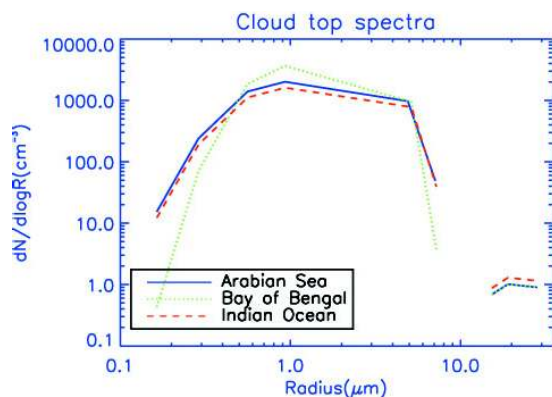 Cloud top spectra
dN/dlogR(cm⁻³)
10000.0
1000.0
100.0
10.0
1.0
0.1
Arabian Sea
Bay of Bengal
Indian Ocean
0.1 1.0 10.0
Radius(μm)